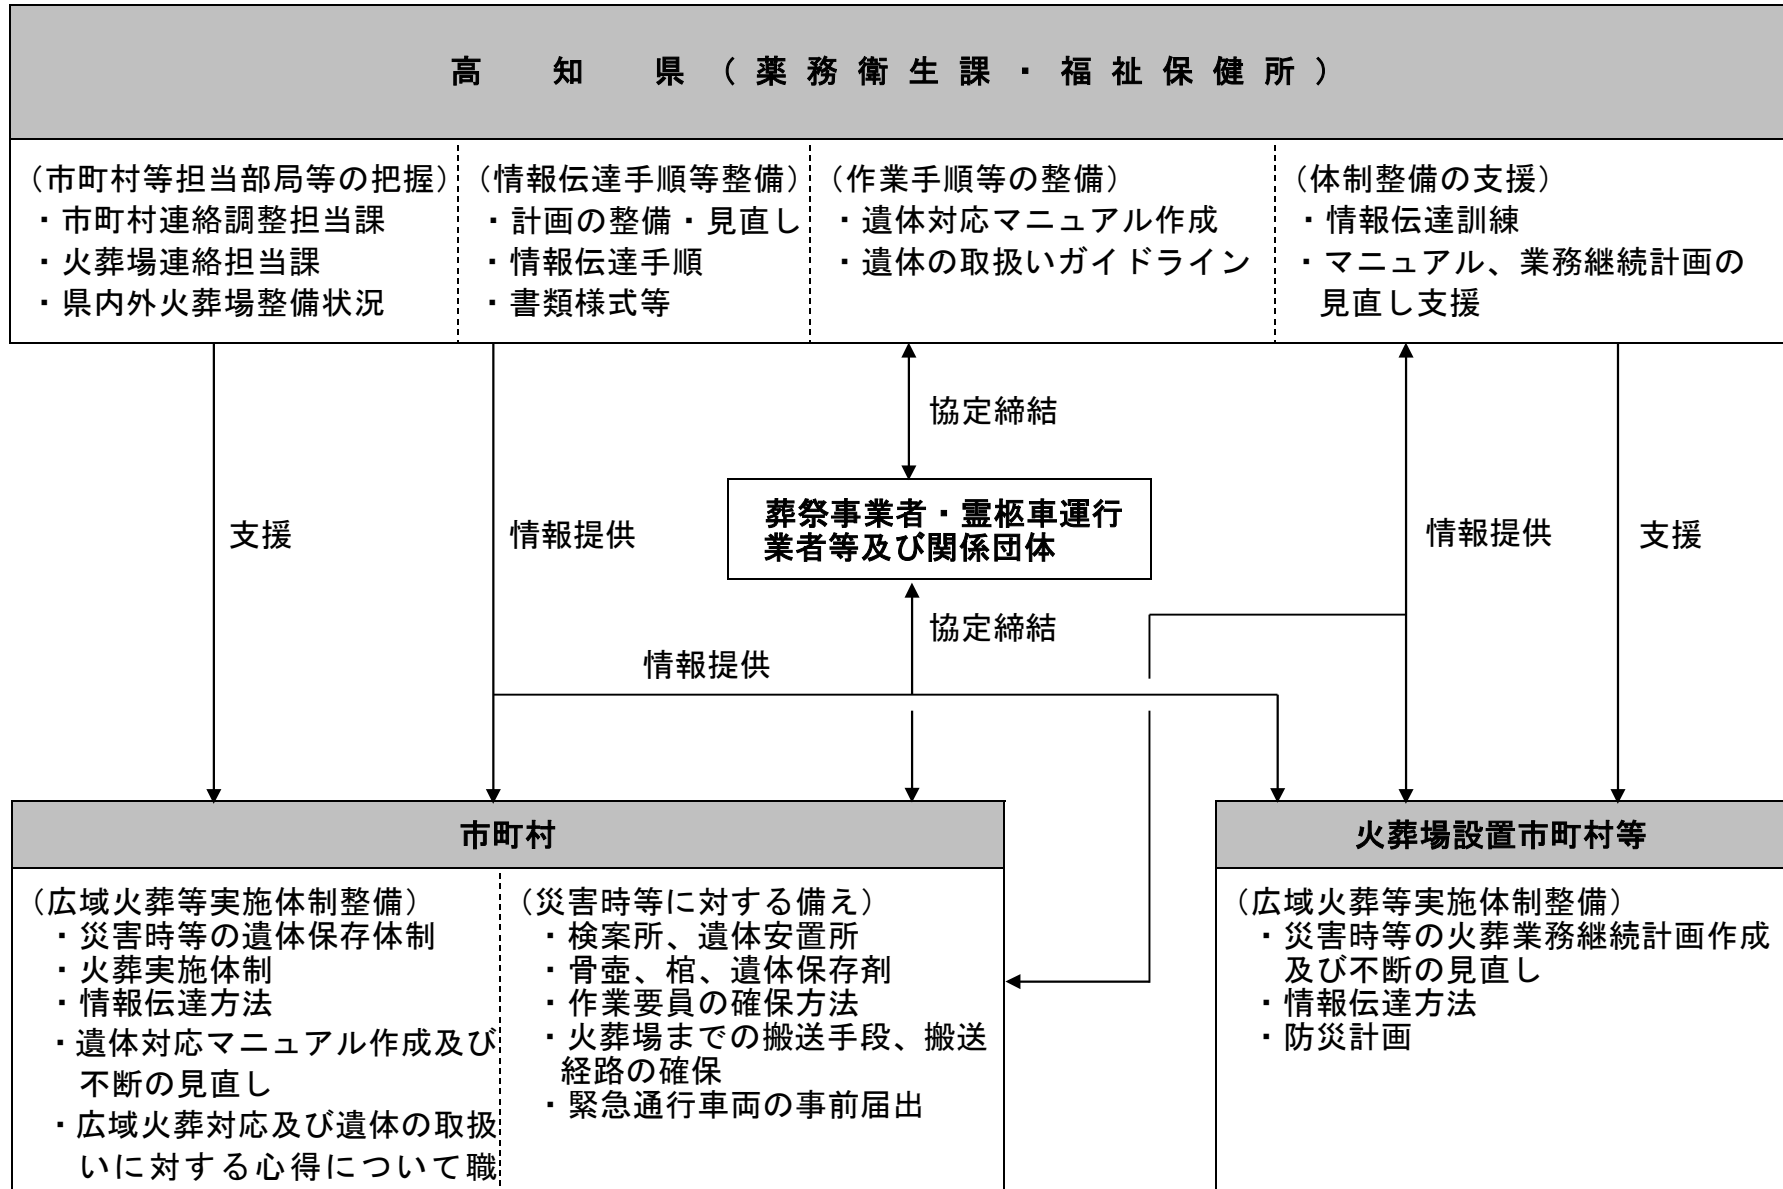 高知県（薬務衛生課・福祉保健所）
（市町村等担当部局等の把握）
・市町村連絡調整担当課
・火葬場連絡担当課
・県内外火葬場整備状況
（情報伝達手順等整備）
・計画の整備・見直し
・情報伝達手順
・書類様式等
（作業手順等の整備）
・遺体対応マニュアル作成
・遺体の取扱いガイドライン
（体制整備の支援）
・情報伝達訓練
・マニュアル、業務継続計画の
見直し支援
協定締結
支援
情報提供
葬祭事業者・霊柩車運行
業者等及び関係団体
情報提供
支援
協定締結
情報提供
市町村
（広域火葬等実施体制整備）
・災害時等の遺体保存体制
・火葬実施体制
・情報伝達方法
・遺体対応マニュアル作成及び
不断の見直し
・広域火葬対応及び遺体の取扱
いに対する心得について職
（災害時等に対する備え）
・検案所、遺体安置所
・骨壺、棺、遺体保存剤
・作業要員の確保方法
・火葬場までの搬送手段、搬送
経路の確保
・緊急通行車両の事前届出
火葬場設置市町村等
（広域火葬等実施体制整備）
・災害時等の火葬業務継続計画作成
及び不断の見直し
・情報伝達方法
・防災計画